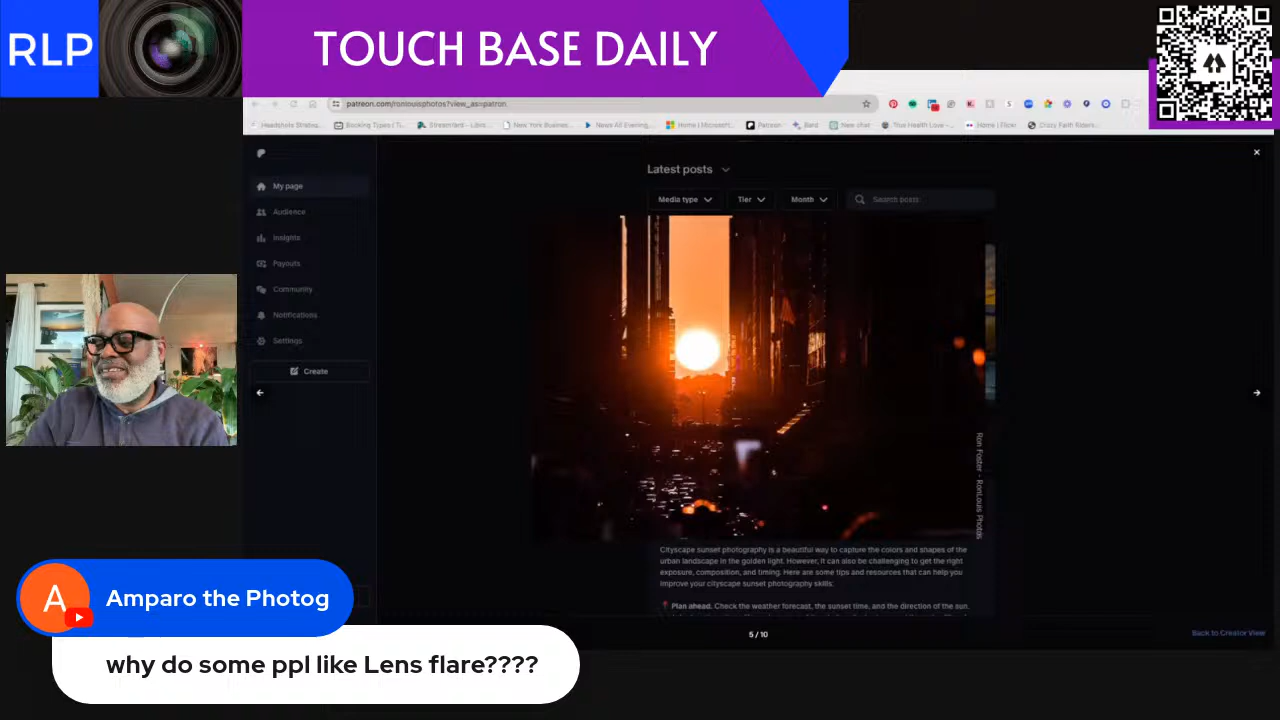 RLP
TOUCH BASE DAILY
patreon.com/ronlouisphotos?view_as=patron
Latest posts
Media type
Tier
Month
Search posts
My page
Audience
Insights
Payouts
Community
Notifications
Settings
Create
Ron Foster - RonLouis Photos
Cityscape sunset photography is a beautiful way to capture the colors and shapes of the
urban landscape in the golden light. However, it can also be challenging to get the right
exposure, composition, and timing. Here are some tips and resources that can help you
improve your cityscape sunset photography skills:
Plan ahead. Check the weather forecast, the sunset time, and the direction of the sun.
5 / 10
Back to Creator View
A
Amparo the Photog
why do some ppl like Lens flare????